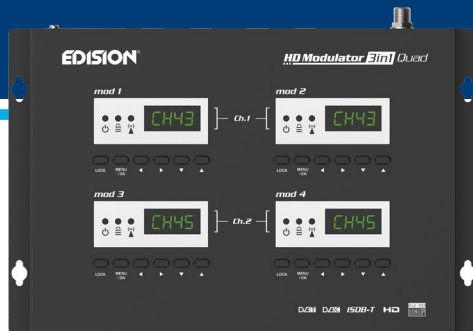 EDISION
HD Modulator 3in1 Quad
mod 1
mod 2
CH43
Ch.1
CH43
LOCK MENU /OK
LOCK MENU /OK
mod 3
mod 4
CH45
Ch.2
CH45
LOCK MENU /OK
LOCK MENU /OK
DVB-T DVB-C ISDB-T HD